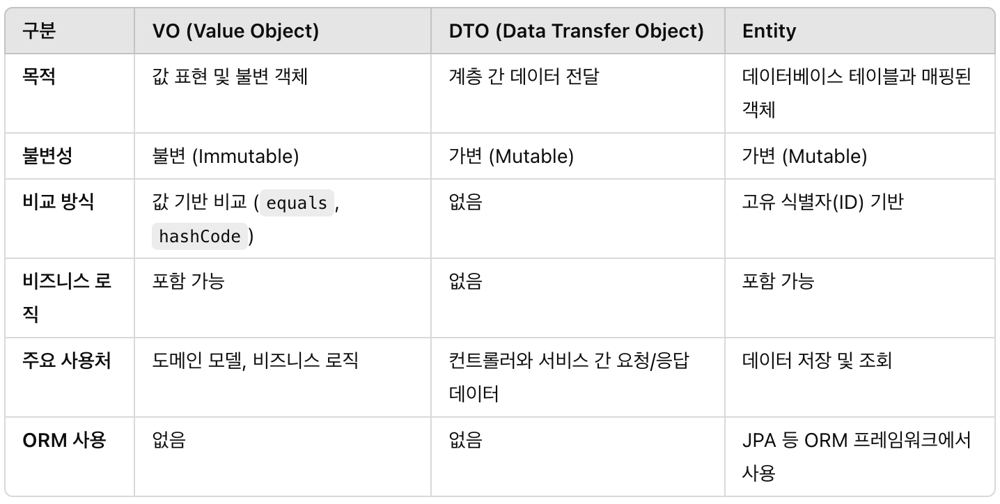 구분
VO (Value Object)
DTO (Data Transfer Object)
Entity
목적
값 표현 및 불변 객체
계층 간 데이터 전달
데이터베이스 테이블과 매핑된
객체
불변성
불변 (Immutable)
가변 (Mutable)
가변 (Mutable)
비교 방식
값 기반 비교 ( equals ,
hashCode )
없음
고유 식별자(ID) 기반
비즈니스 로
직
포함 가능
없음
포함 가능
주요 사용처
도메인 모델, 비즈니스 로직
컨트롤러와 서비스 간 요청/응답
데이터
데이터 저장 및 조회
ORM 사용
없음
없음
JPA 등 ORM 프레임워크에서
사용